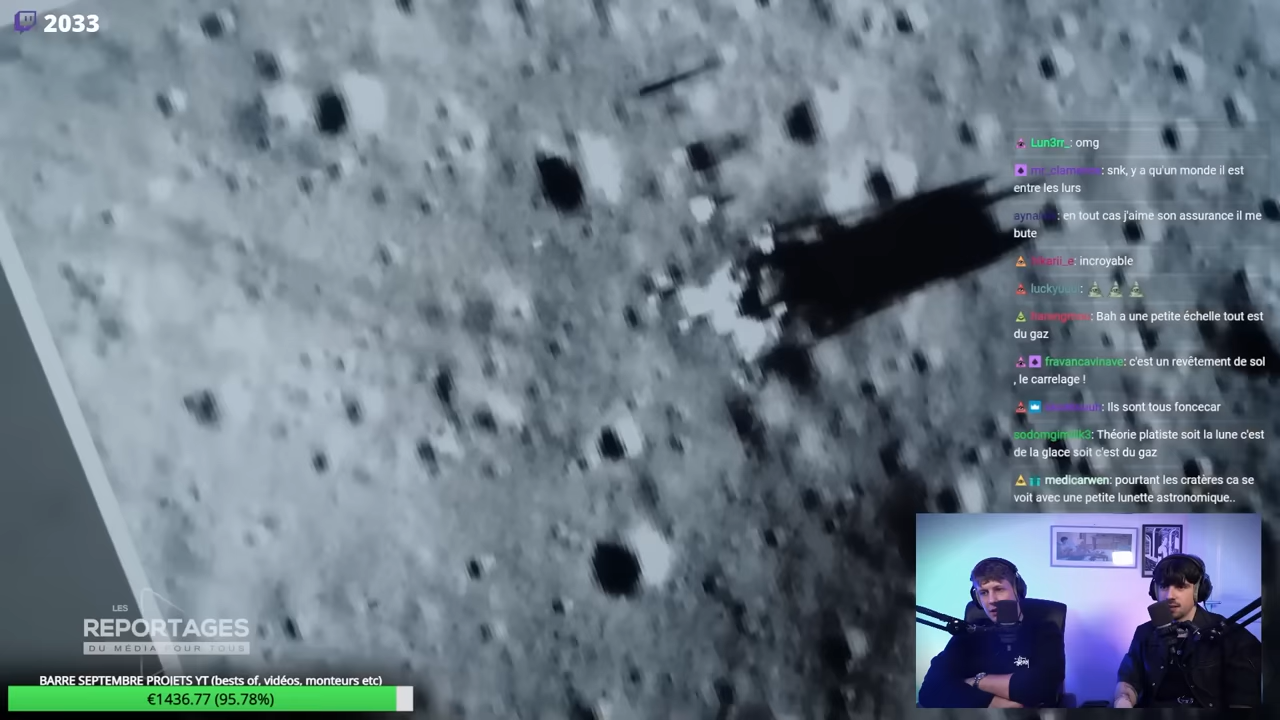 2033
Lun3rr_: omg
: snk, y a qu'un monde il est
entre les lurs
: en tout cas j'aime son assurance il me
bute
: incroyable
: Bah a une petite échelle tout est
du gaz
fravancavinave: c'est un revêtement de sol
, le carrelage !
: Ils sont tous foncecar
: Théorie platiste soit la lune c'est
de la glace soit c'est du gaz
medicarwen: pourtant les cratères ca se
voit avec une petite lunette astronomique..
LES
REPORTAGES
DU MÉDIA POUR TOUS
BARRE SEPTEMBRE PROJETS YT (bests of, vidéos, monteurs etc)
€1436.77 (95.78%)